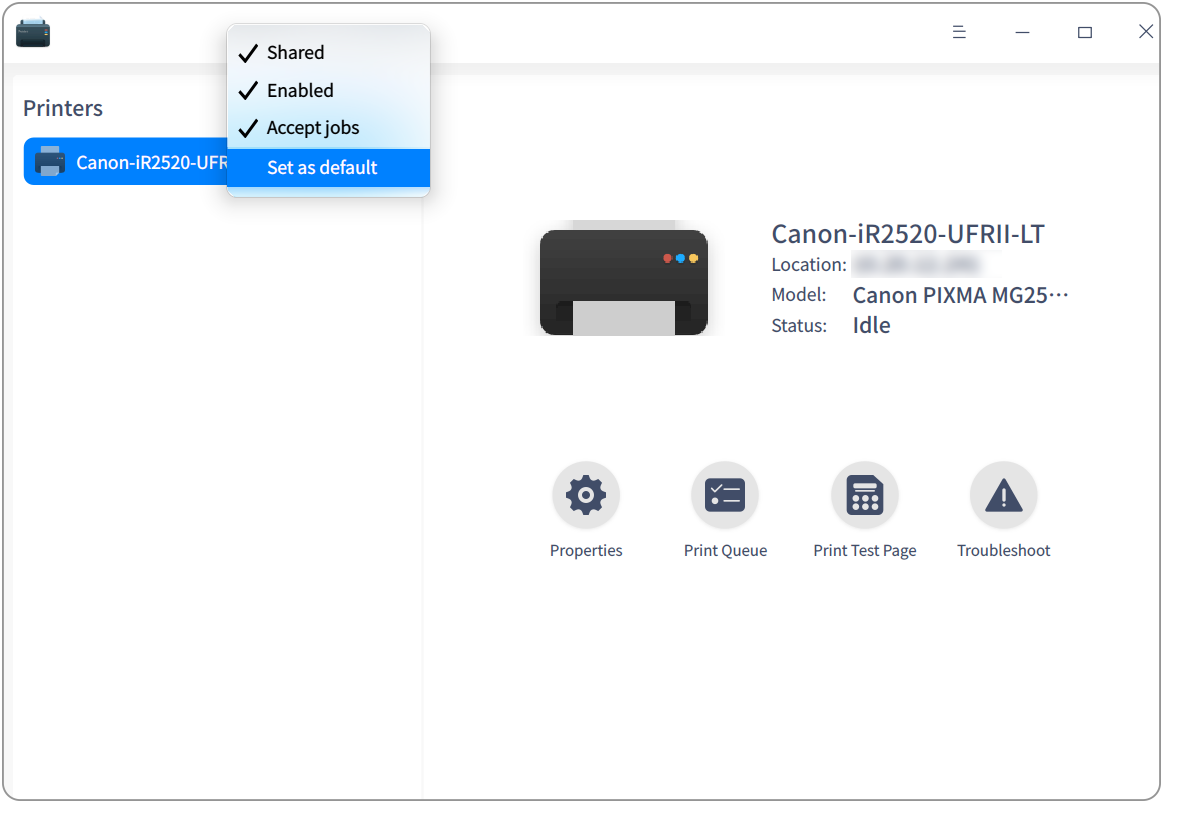 Shared
Enabled
Accept jobs
Set as default
Printers
Canon-iR2520-UFR
Canon-iR2520-UFRII-LT
Location:
Model: Canon PIXMA MG25···
Status: Idle
Properties
Print Queue
Print Test Page
Troubleshoot